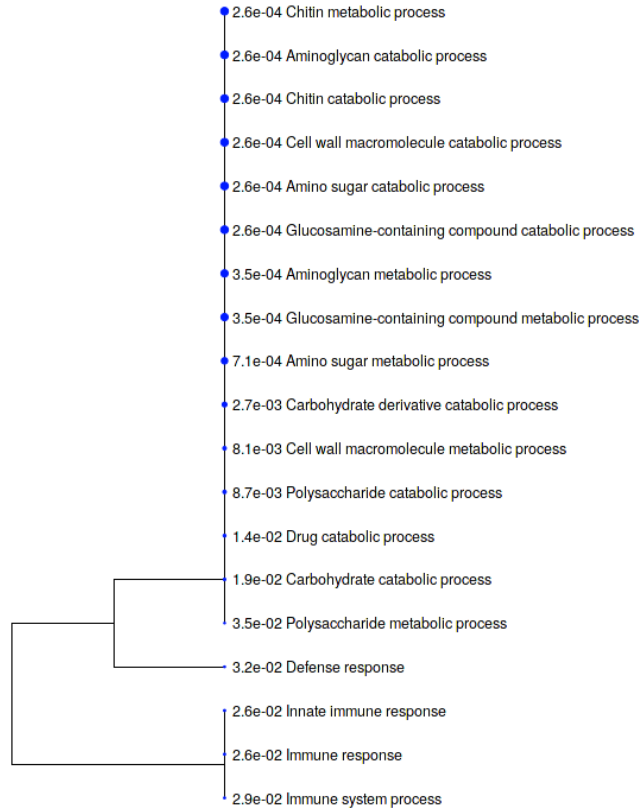 2.6e-04 Chitin metabolic process
2.6e-04 Aminoglycan catabolic process
2.6e-04 Chitin catabolic process
2.6e-04 Cell wall macromolecule catabolic process
2.6e-04 Amino sugar catabolic process
2.6e-04 Glucosamine-containing compound catabolic process
3.5e-04 Aminoglycan metabolic process
3.5e-04 Glucosamine-containing compound metabolic process
7.1e-04 Amino sugar metabolic process
2.7e-03 Carbohydrate derivative catabolic process
8.1e-03 Cell wall macromolecule metabolic process
8.7e-03 Polysaccharide catabolic process
1.4e-02 Drug catabolic process
1.9e-02 Carbohydrate catabolic process
3.5e-02 Polysaccharide metabolic process
3.2e-02 Defense response
2.6e-02 Innate immune response
2.6e-02 Immune response
2.9e-02 Immune system process